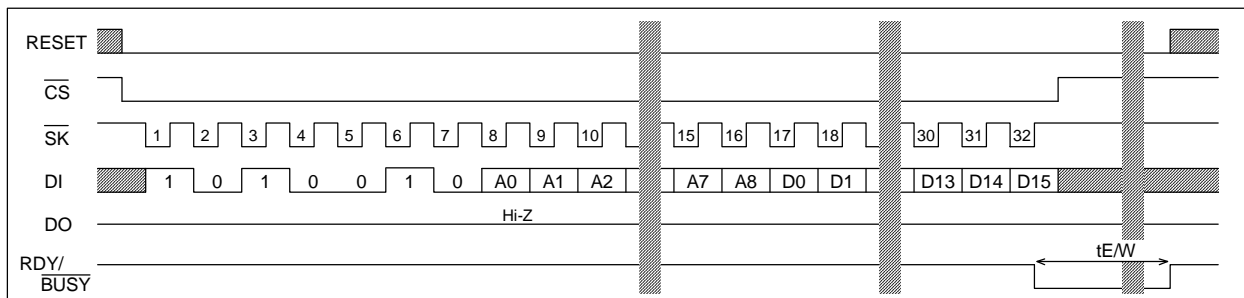 RESET
CS
SK 1 2 3 4 5 6 7 8 9 10 15 16 17 18 30 31 32
DI 1 0 1 0 0 1 0 A0 A1 A2 A7 A8 D0 D1 D13 D14 D15
Hi-Z
DO
tE/W
RDY/
BUSY